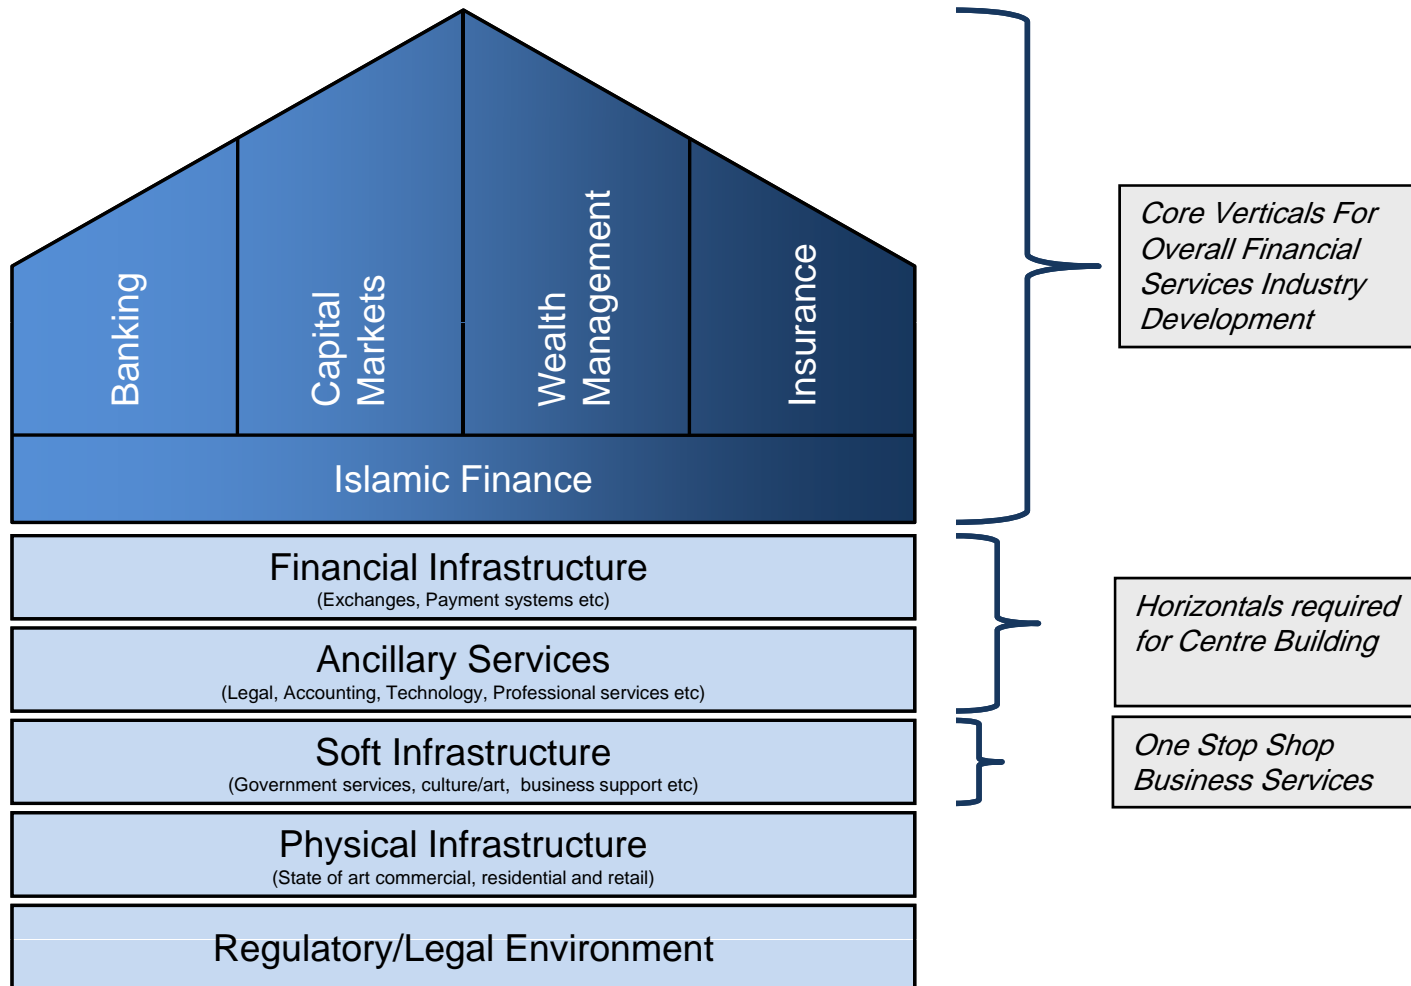 Banking
Capital
Markets
Wealth
Management
Insurance
Islamic Finance
Core Verticals For
Overall Financial
Services Industry
Development
Financial Infrastructure
(Exchanges, Payment systems etc)
Ancillary Services
(Legal, Accounting, Technology, Professional services etc)
Horizontals required
for Centre Building
Soft Infrastructure
(Government services, culture/art,  business support etc)
One Stop Shop
Business Services
Physical Infrastructure
(State of art commercial, residential and retail)
Regulatory/Legal Environment